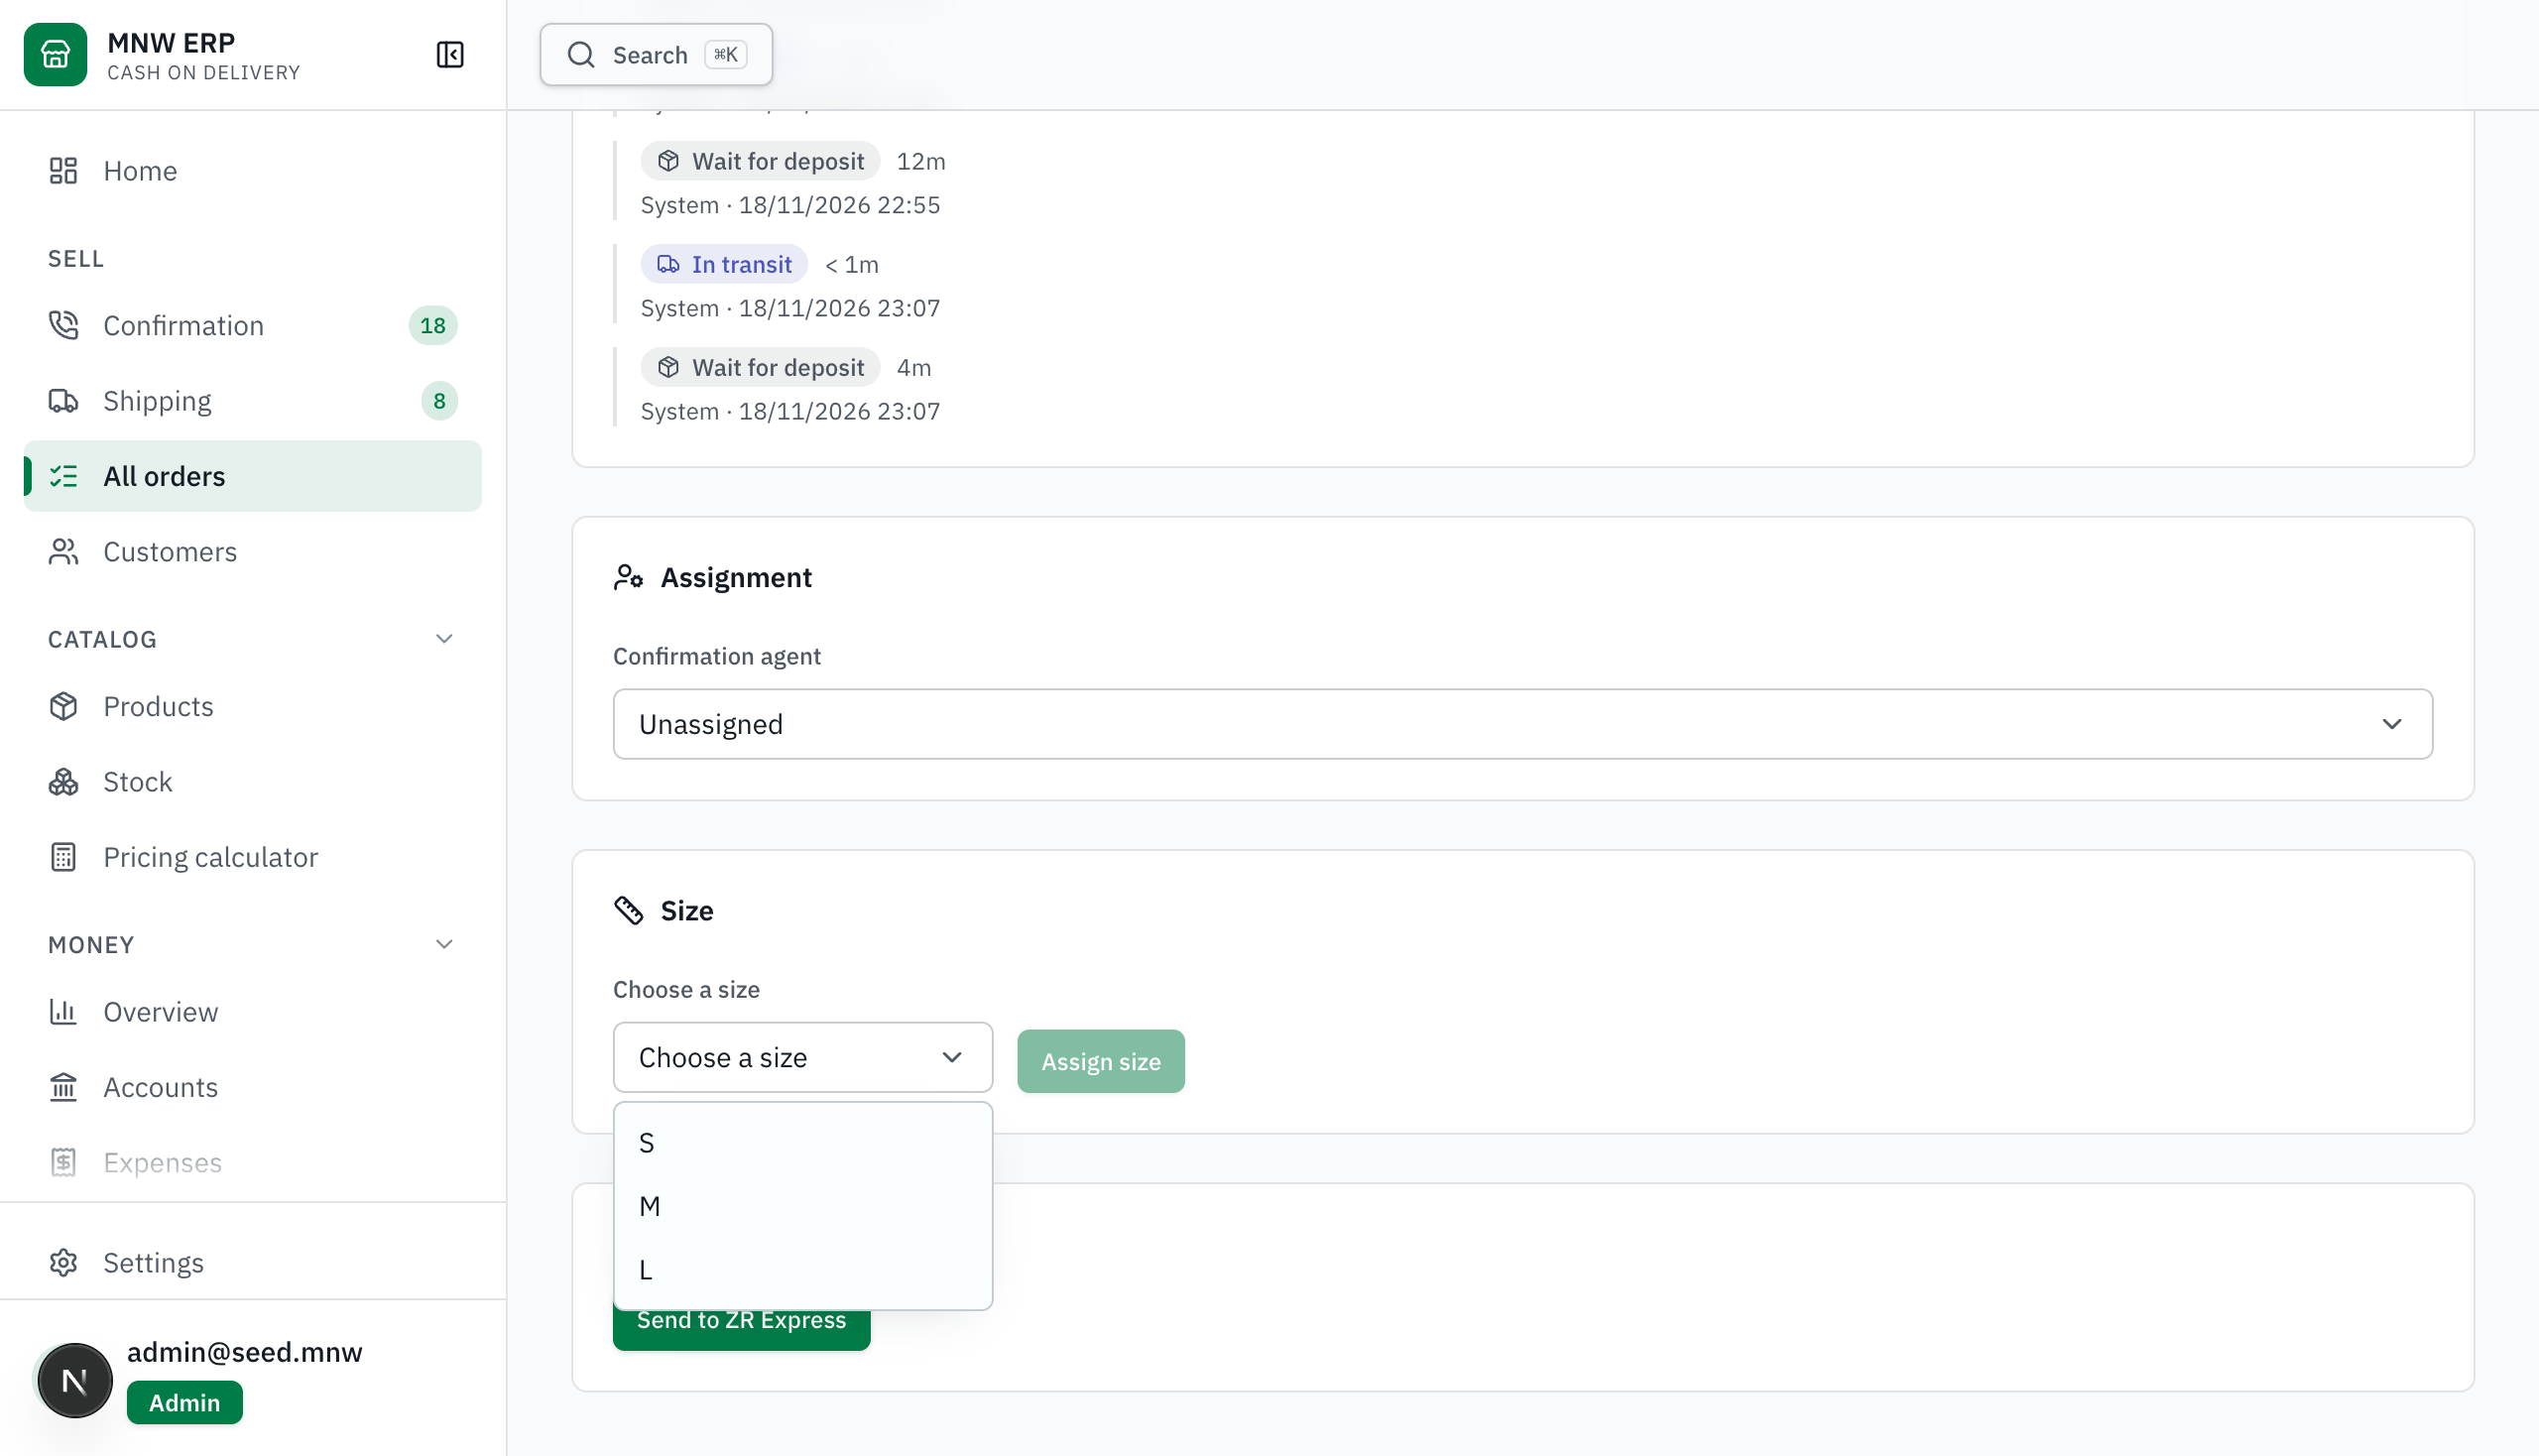 MNW ERP
CASH ON DELIVERY
Home
SELL
Confirmation 18
Shipping 8
All orders
Customers
CATALOG
Products
Stock
Pricing calculator
MONEY
Overview
Accounts
Expenses
Settings
N
admin@seed.mnw
Admin
Search ⌘K
Wait for deposit 12m
System · 18/11/2026 22:55
In transit < 1m
System · 18/11/2026 23:07
Wait for deposit 4m
System · 18/11/2026 23:07
Assignment
Confirmation agent
Unassigned
Size
Choose a size
Choose a size
Assign size
S
M
L
Send to ZR Express